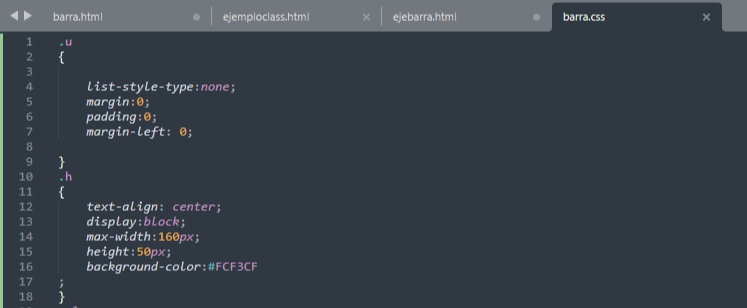 barra.html ejemploclass.html ejebarra.html barra.css
1 .u
2 {
3
4 list-style-type:none;
5 margin:0;
6 padding:0;
7 margin-left: 0;
8
9 }
10 .h
11 {
12 text-align: center;
13 display:block;
14 max-width:160px;
15 height:50px;
16 background-color:#FCF3CF
17 ;
18 }